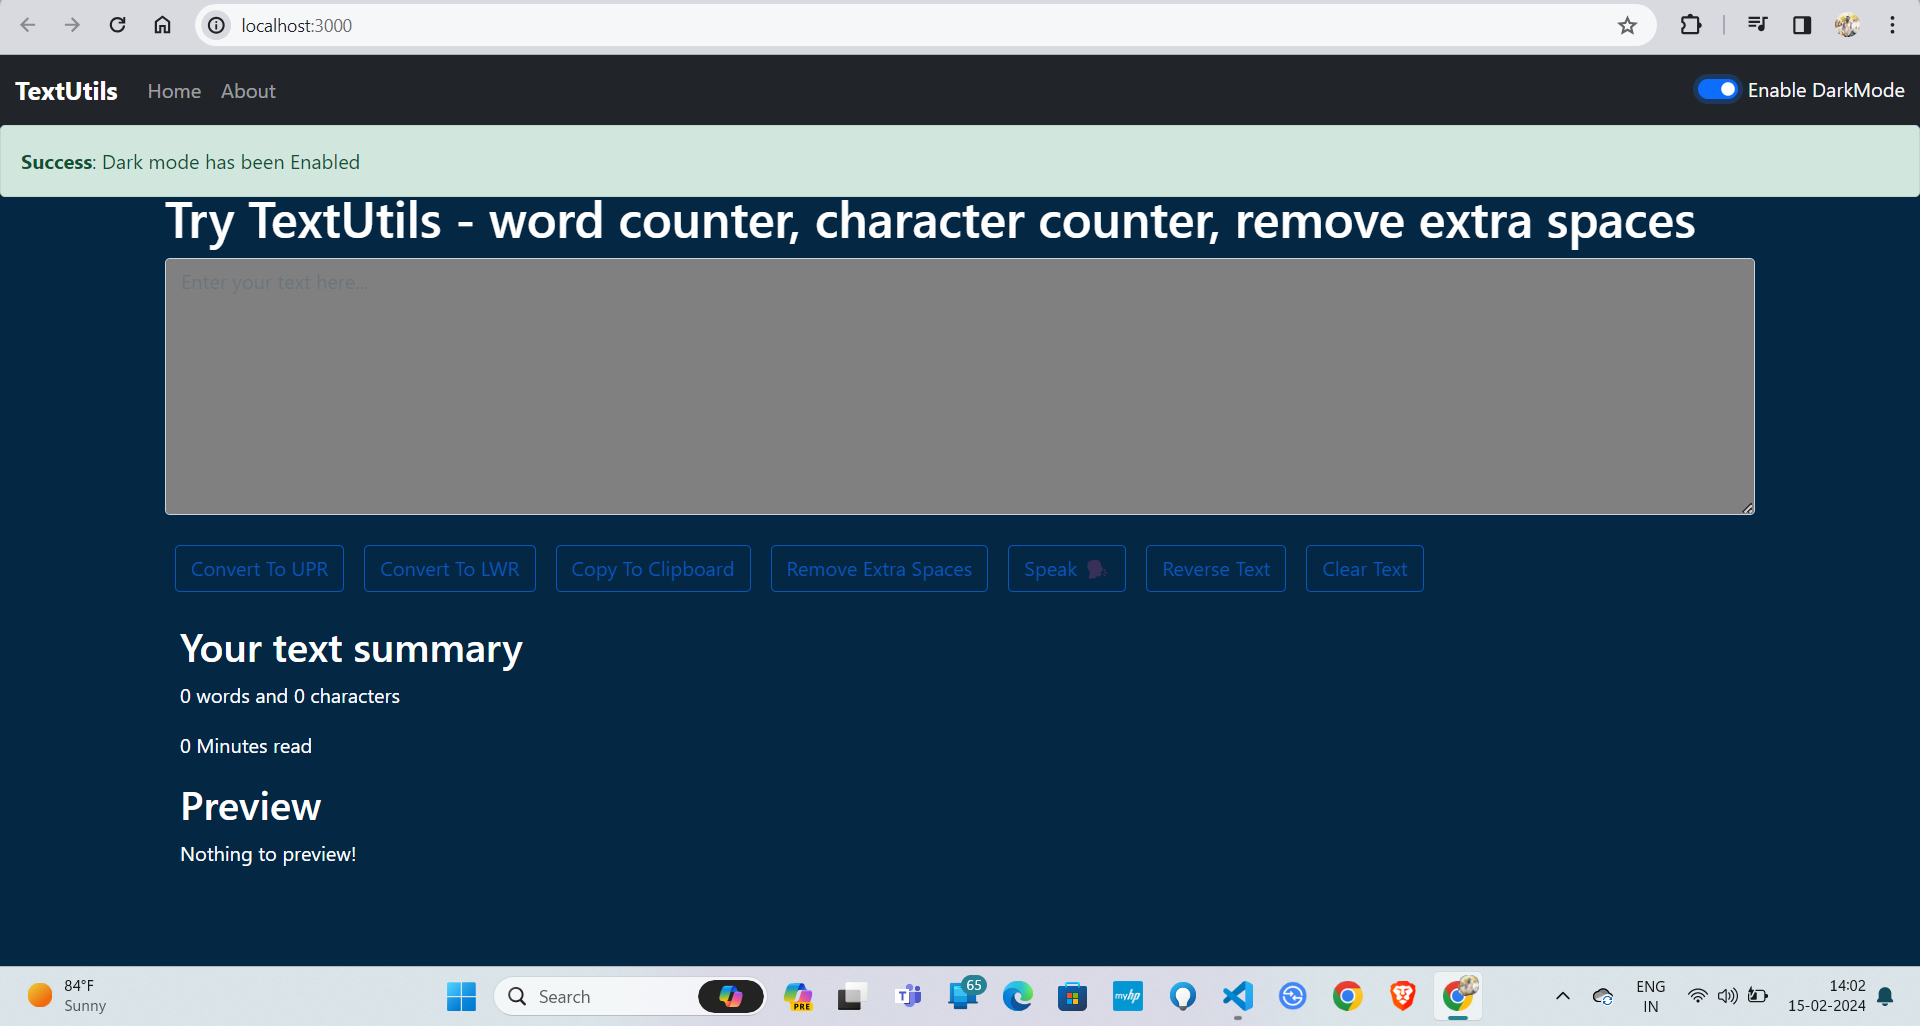 localhost:3000
TextUtils Home About Enable DarkMode
Success: Dark mode has been Enabled
Try TextUtils - word counter, character counter, remove extra spaces
Enter your text here...
Convert To UPR Convert To LWR Copy To Clipboard Remove Extra Spaces Speak Reverse Text Clear Text
Your text summary
0 words and 0 characters
0 Minutes read
Preview
Nothing to preview!
84°F
Sunny
Search
PRE
65
myhp
ENG
IN
14:02
15-02-2024